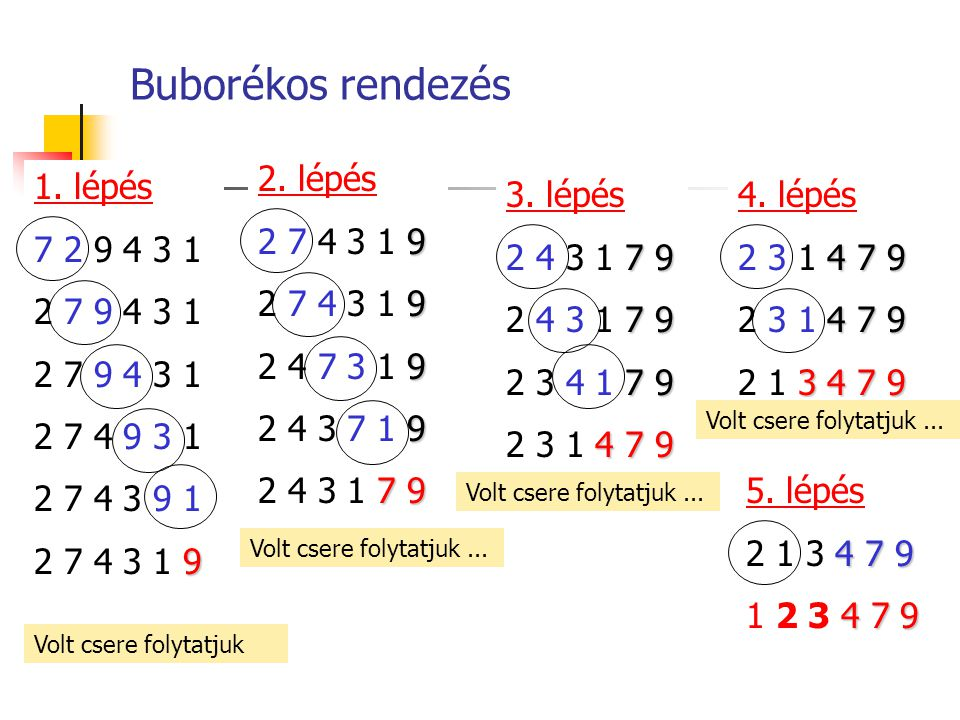 Buborékos rendezés
1. lépés
7 2 9 4 3 1
2 7 9 4 3 1
2 7 9 4 3 1
2 7 4 9 3 1
2 7 4 3 9 1
2 7 4 3 1 9
Volt csere folytatjuk
2. lépés
2 7 4 3 1 9
2 7 4 3 1 9
2 4 7 3 1 9
2 4 3 7 1 9
2 4 3 1 7 9
Volt csere folytatjuk ...
3. lépés
2 4 3 1 7 9
2 4 3 1 7 9
2 3 4 1 7 9
2 3 1 4 7 9
Volt csere folytatjuk ...
4. lépés
2 3 1 4 7 9
2 3 1 4 7 9
2 1 3 4 7 9
Volt csere folytatjuk ...
5. lépés
2 1 3 4 7 9
1 2 3 4 7 9